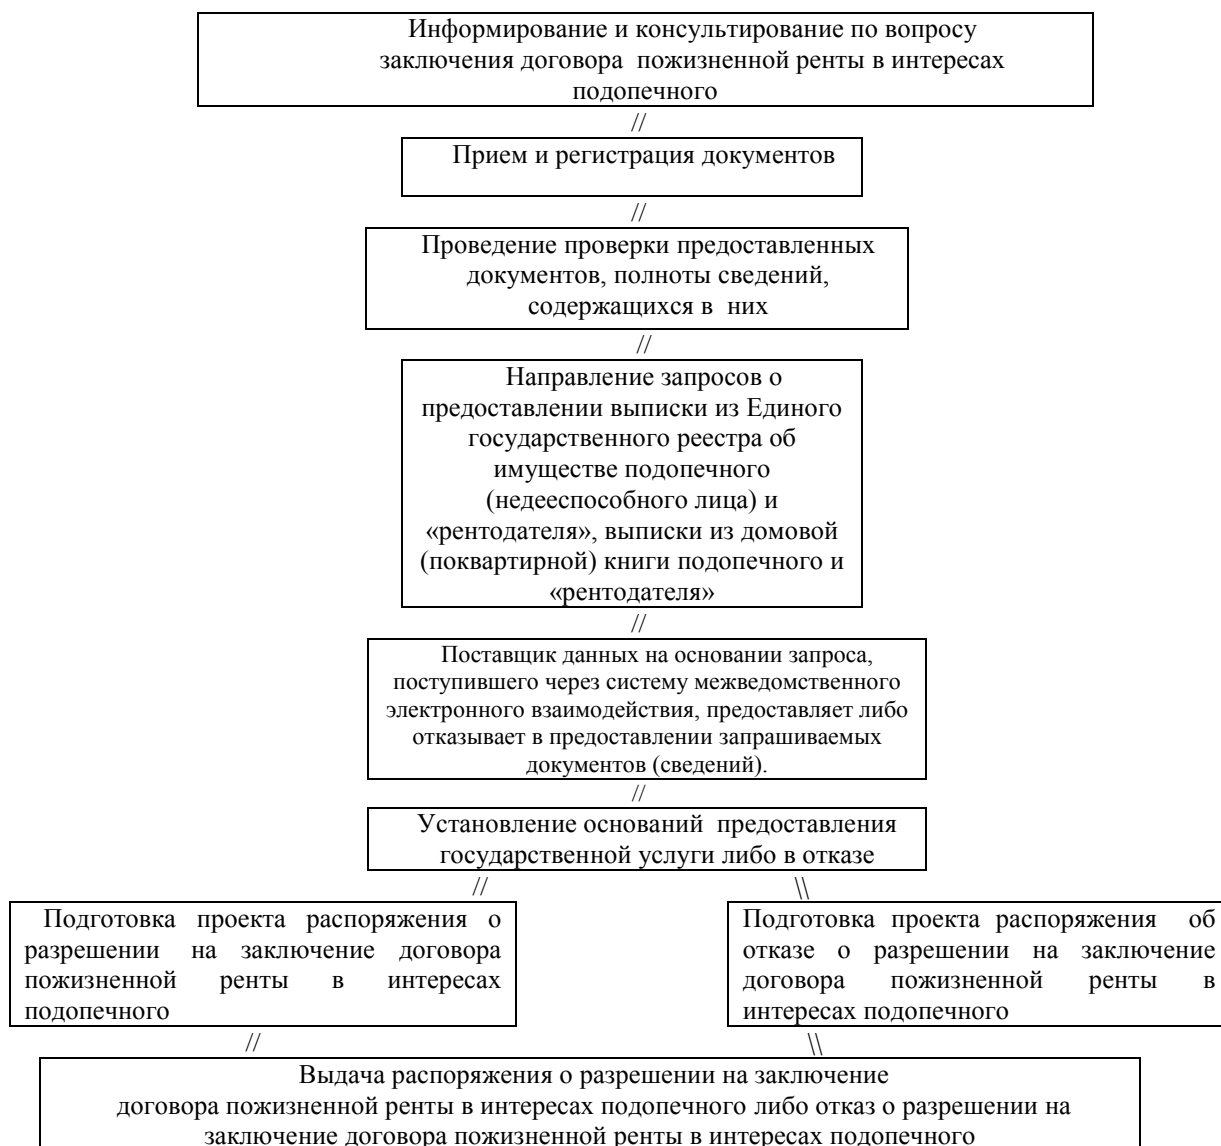 Информирование и консультирование по вопросу
заключения договора пожизненной ренты в интересах
подопечного
//
Прием и регистрация документов
//
Проведение проверки предоставленных
документов, полноты сведений,
содержащихся в них
//
Направление запросов о
предоставлении выписки из Единого
государственного реестра об
имуществе подопечного
(недееспособного лица) и
«рентодателя», выписки из домовой
(поквартирной) книги подопечного и
«рентодателя»
//
Поставщик данных на основании запроса,
поступившего через систему межведомственного
электронного взаимодействия, предоставляет либо
отказывает в предоставлении запрашиваемых
документов (сведений).
//
Установление оснований предоставления
государственной услуги либо в отказе
// \\
Подготовка проекта распоряжения о
разрешении на заключение договора
пожизненной ренты в интересах
подопечного
Подготовка проекта распоряжения об
отказе о разрешении на заключение
договора пожизненной ренты в
интересах подопечного
// \\
Выдача распоряжения о разрешении на заключение
договора пожизненной ренты в интересах подопечного либо отказ о разрешении на
заключение договора пожизненной ренты в интересах подопечного